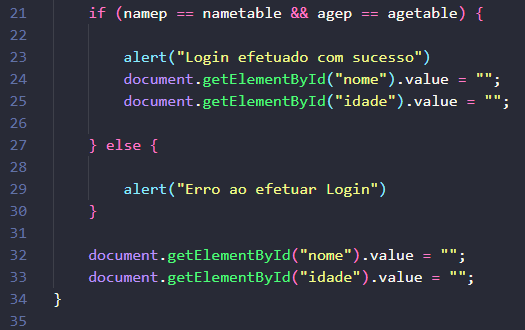 21 if (namep == nametable && agep == agetable) {
22
23 alert("Login efetuado com sucesso")
24 document.getElementById("nome").value = "";
25 document.getElementById("idade").value = "";
26
27 } else {
28
29 alert("Erro ao efetuar Login")
30 }
31
32 document.getElementById("nome").value = "";
33 document.getElementById("idade").value = "";
34 }
35